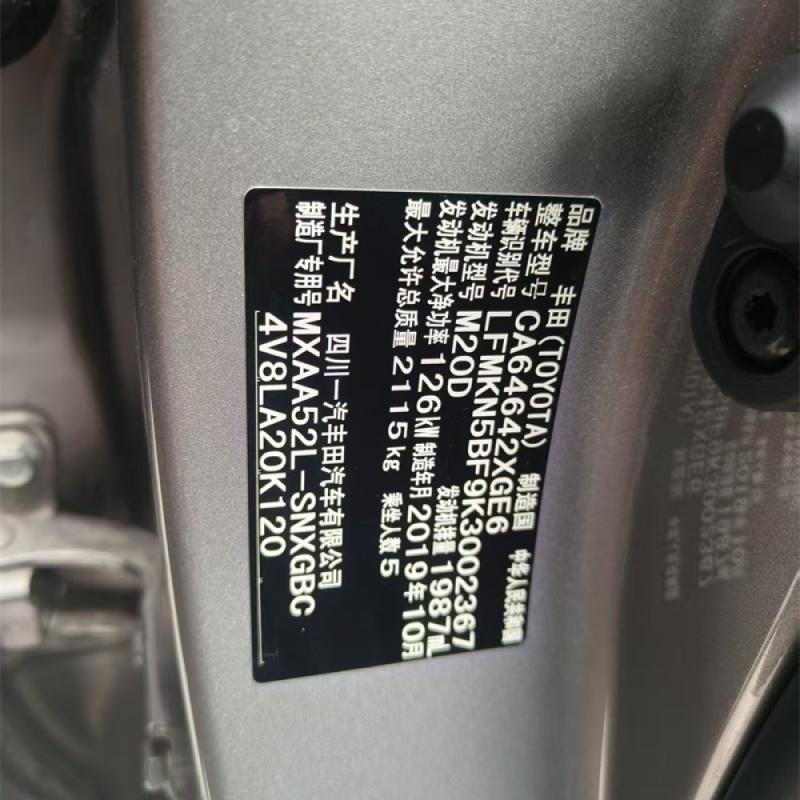 品牌 丰田(TOYOTA) 制造国 中华人民共和国
整车型号 CA64642XGE6
车辆识别代号 LFMKN5BF9K3002367
发动机型号 M20D 发动机排量 1987mL
发动机最大净功率 126kW 制造年月 2019年10月
最大允许总质量 2115kg 乘坐人数 5
生产厂名 四川一汽丰田汽车有限公司
制造厂专用号 MXAA52L-SNXGBC
4V8LA20K120